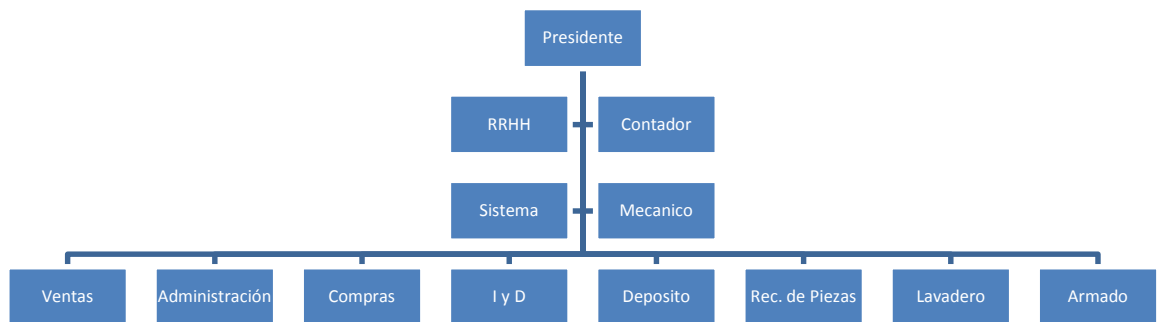 Presidente
RRHH
Contador
Sistema
Mecanico
Ventas
Administración
Compras
I y D
Deposito
Rec. de Piezas
Lavadero
Armado